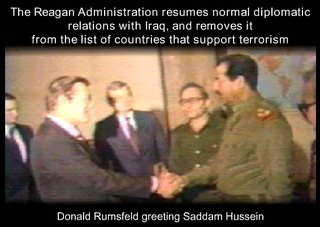 The Reagan Administration resumes normal diplomatic
relations with Iraq, and removes it
from the list of countries that support terrorism
Donald Rumsfeld greeting Saddam Hussein